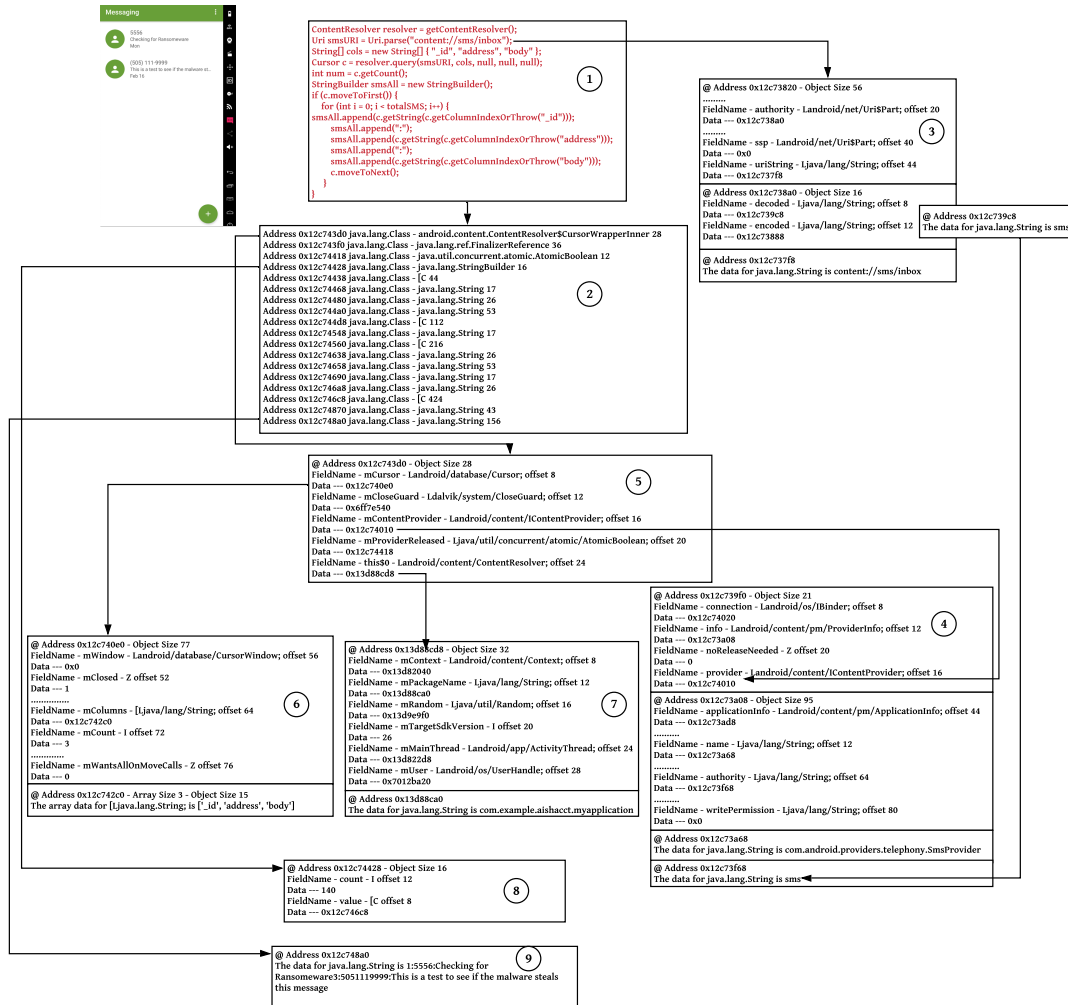 Messaging
5556
Checking for Ransomeware
Mon
(505) 111-9999
This is a test to see if the malware st...
Feb 16
ContentResolver resolver = getContentResolver();
Uri smsURI = Uri.parse("content://sms/inbox");
String[] cols = new String[] { "_id", "address", "body" };
Cursor c = resolver.query(smsURI, cols, null, null, null);
int num = c.getCount();
StringBuilder smsAll = new StringBuilder();
if (c.moveToFirst()) {
for (int i = 0; i < totalSMS; i++) {
smsAll.append(c.getString(c.getColumnIndexOrThrow("_id"));
smsAll.append(":");
smsAll.append(c.getString(c.getColumnIndexOrThrow("address")));
smsAll.append(":");
smsAll.append(c.getString(c.getColumnIndexOrThrow("body")));
c.moveToNext();
}
}
1
@ Address 0x12c73820 - Object Size 56
.........
FieldName - authority - Landroid/net/Uri$Part; offset 20
Data --- 0x12c738a0
.........
FieldName - ssp - Landroid/net/Uri$Part; offset 40
Data --- 0x0
FieldName - uriString - Ljava/lang/String; offset 44
Data --- 0x12c737f8
3
@ Address 0x12c738a0 - Object Size 16
FieldName - decoded - Ljava/lang/String; offset 8
Data --- 0x12c739c8
FieldName - encoded - Ljava/lang/String; offset 12
Data --- 0x12c73888
@ Address 0x12c739c8
The data for java.lang.String is sms
@ Address 0x12c737f8
The data for java.lang.String is content://sms/inbox
Address 0x12c743d0 java.lang.Class - android.content.ContentResolver$CursorWrapperInner 28
Address 0x12c743f0 java.lang.Class - java.lang.ref.FinalizerReference 36
Address 0x12c74418 java.lang.Class - java.util.concurrent.atomic.AtomicBoolean 12
Address 0x12c74428 java.lang.Class - java.lang.StringBuilder 16
Address 0x12c74438 java.lang.Class - [C 44
Address 0x12c74468 java.lang.Class - java.lang.String 17
Address 0x12c74480 java.lang.Class - java.lang.String 26
Address 0x12c744a0 java.lang.Class - java.lang.String 53
Address 0x12c744d8 java.lang.Class - [C 112
Address 0x12c74548 java.lang.Class - java.lang.String 17
Address 0x12c74560 java.lang.Class - [C 216
Address 0x12c74638 java.lang.Class - java.lang.String 26
Address 0x12c74658 java.lang.Class - java.lang.String 53
Address 0x12c74690 java.lang.Class - java.lang.String 17
Address 0x12c746a8 java.lang.Class - java.lang.String 26
Address 0x12c746c8 java.lang.Class - [C 424
Address 0x12c74870 java.lang.Class - java.lang.String 43
Address 0x12c748a0 java.lang.Class - java.lang.String 156
2
@ Address 0x12c743d0 - Object Size 28
FieldName - mCursor - Landroid/database/Cursor; offset 8
Data --- 0x12c740e0
FieldName - mCloseGuard - Ldalvik/system/CloseGuard; offset 12
Data --- 0x6ff7e540
FieldName - mContentProvider - Landroid/content/IContentProvider; offset 16
Data --- 0x12c74010
FieldName - mProviderReleased - Ljava/util/concurrent/atomic/AtomicBoolean; offset 20
Data --- 0x12c74418
FieldName - this$0 - Landroid/content/ContentResolver; offset 24
Data --- 0x13d88cd8
5
@ Address 0x12c739f0 - Object Size 21
FieldName - connection - Landroid/os/IBinder; offset 8
Data --- 0x12c74020
FieldName - info - Landroid/content/pm/ProviderInfo; offset 12
Data --- 0x12c73a08
FieldName - noReleaseNeeded - Z offset 20
Data --- 0
FieldName - provider - Landroid/content/IContentProvider; offset 16
Data --- 0x12c74010
4
@ Address 0x12c73a08 - Object Size 95
FieldName - applicationInfo - Landroid/content/pm/ApplicationInfo; offset 44
Data --- 0x12c73ad8
..........
FieldName - name - Ljava/lang/String; offset 12
Data --- 0x12c73a68
..........
FieldName - authority - Ljava/lang/String; offset 64
Data --- 0x12c73f68
..........
FieldName - writePermission - Ljava/lang/String; offset 80
Data --- 0x0
@ Address 0x12c73a68
The data for java.lang.String is com.android.providers.telephony.SmsProvider
@ Address 0x12c73f68
The data for java.lang.String is sms
@ Address 0x12c740e0 - Object Size 77
FieldName - mWindow - Landroid/database/CursorWindow; offset 56
Data --- 0x0
FieldName - mClosed - Z offset 52
Data --- 1
...............
FieldName - mColumns - [Ljava/lang/String; offset 64
Data --- 0x12c742c0
FieldName - mCount - I offset 72
Data --- 3
.............
FieldName - mWantsAllOnMoveCalls - Z offset 76
Data --- 0
6
@ Address 0x12c742c0 - Array Size 3 - Object Size 15
The array data for [Ljava.lang.String; is ['_id', 'address', 'body']
@ Address 0x13d88cd8 - Object Size 32
FieldName - mContext - Landroid/content/Context; offset 8
Data --- 0x13d82040
FieldName - mPackageName - Ljava/lang/String; offset 12
Data --- 0x13d88ca0
FieldName - mRandom - Ljava/util/Random; offset 16
Data --- 0x13d9e9f0
FieldName - mTargetSdkVersion - I offset 20
Data --- 26
FieldName - mMainThread - Landroid/app/ActivityThread; offset 24
Data --- 0x13d822d8
FieldName - mUser - Landroid/os/UserHandle; offset 28
Data --- 0x7012ba20
7
@ Address 0x13d88ca0
The data for java.lang.String is com.example.aishacct.myapplication
@ Address 0x12c74428 - Object Size 16
FieldName - count - I offset 12
Data --- 140
FieldName - value - [C offset 8
Data --- 0x12c746c8
8
@ Address 0x12c748a0
The data for java.lang.String is 1:5556:Checking for
Ransomeware3:5051119999:This is a test to see if the malware steals
this message
9